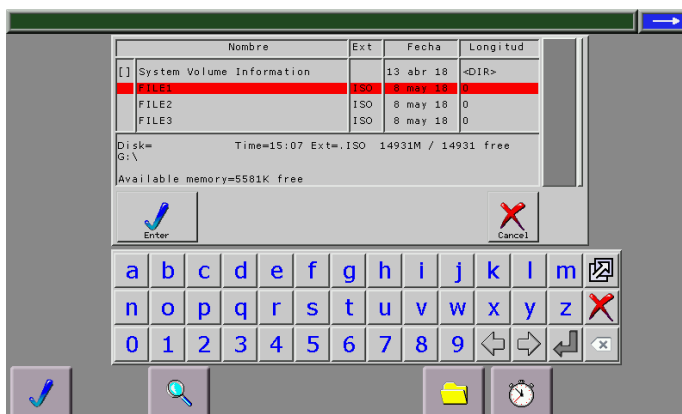 Nombre Ext Fecha Longitud
[] System Volume Information 13 abr 18 <DIR>
FILE1 ISO 8 may 18 0
FILE2 ISO 8 may 18 0
FILE3 ISO 8 may 18 0
Disk= Time=15:07 Ext=.ISO 14931M / 14931 free
G:\
Available memory=5581K free
Enter Cancel
a b c d e f g h i j k l m
n o p q r s t u v w x y z
0 1 2 3 4 5 6 7 8 9